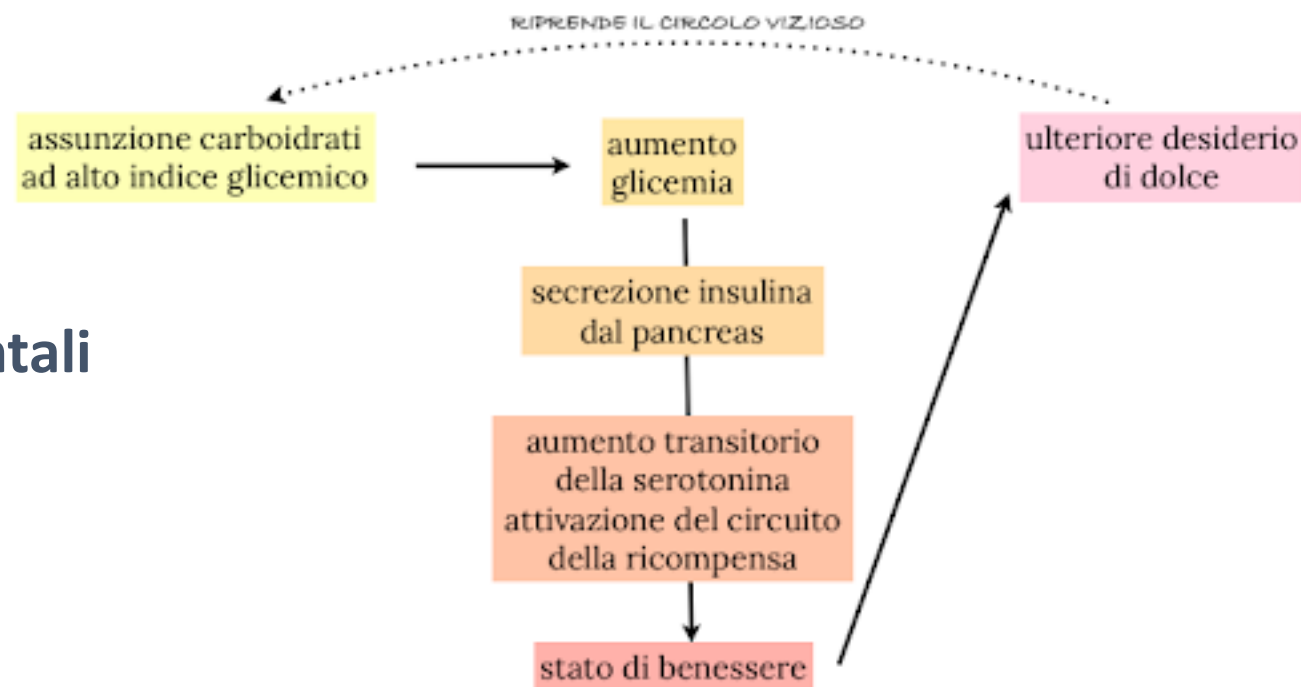 RIPRENDE IL CIRCOLO VIZIOSO
assunzione carboidrati
ad alto indice glicemico
aumento
glicemia
ulteriore desiderio
di dolce
secrezione insulina
dal pancreas
ntali
aumento transitorio
della serotonina
attivazione del circuito
della ricompensa
stato di benessere